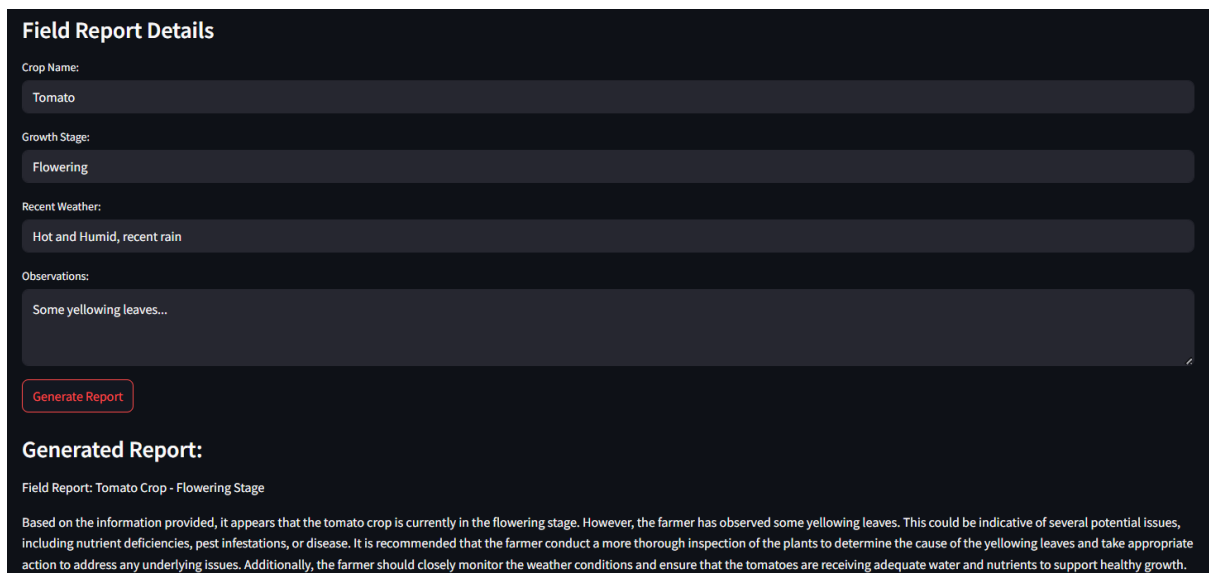 Field Report Details
Crop Name:
Tomato
Growth Stage:
Flowering
Recent Weather:
Hot and Humid, recent rain
Observations:
Some yellowing leaves...
Generate Report
Generated Report:
Field Report: Tomato Crop - Flowering Stage
Based on the information provided, it appears that the tomato crop is currently in the flowering stage. However, the farmer has observed some yellowing leaves. This could be indicative of several potential issues,
including nutrient deficiencies, pest infestations, or disease. It is recommended that the farmer conduct a more thorough inspection of the plants to determine the cause of the yellowing leaves and take appropriate
action to address any underlying issues. Additionally, the farmer should closely monitor the weather conditions and ensure that the tomatoes are receiving adequate water and nutrients to support healthy growth.